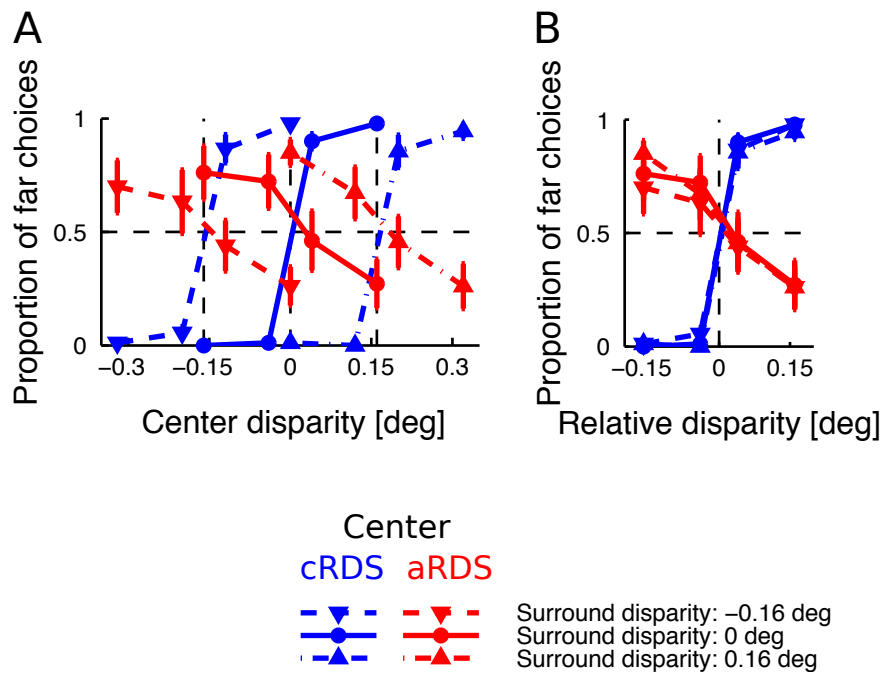 A
Proportion of far choices
1
0.5
0
−0.3
−0.15
0
0.15
0.3
Center disparity [deg]
B
Proportion of far choices
1
0.5
0
−0.15
0
0.15
Relative disparity [deg]
Center
cRDS aRDS
Surround disparity: −0.16 deg
Surround disparity: 0 deg
Surround disparity: 0.16 deg